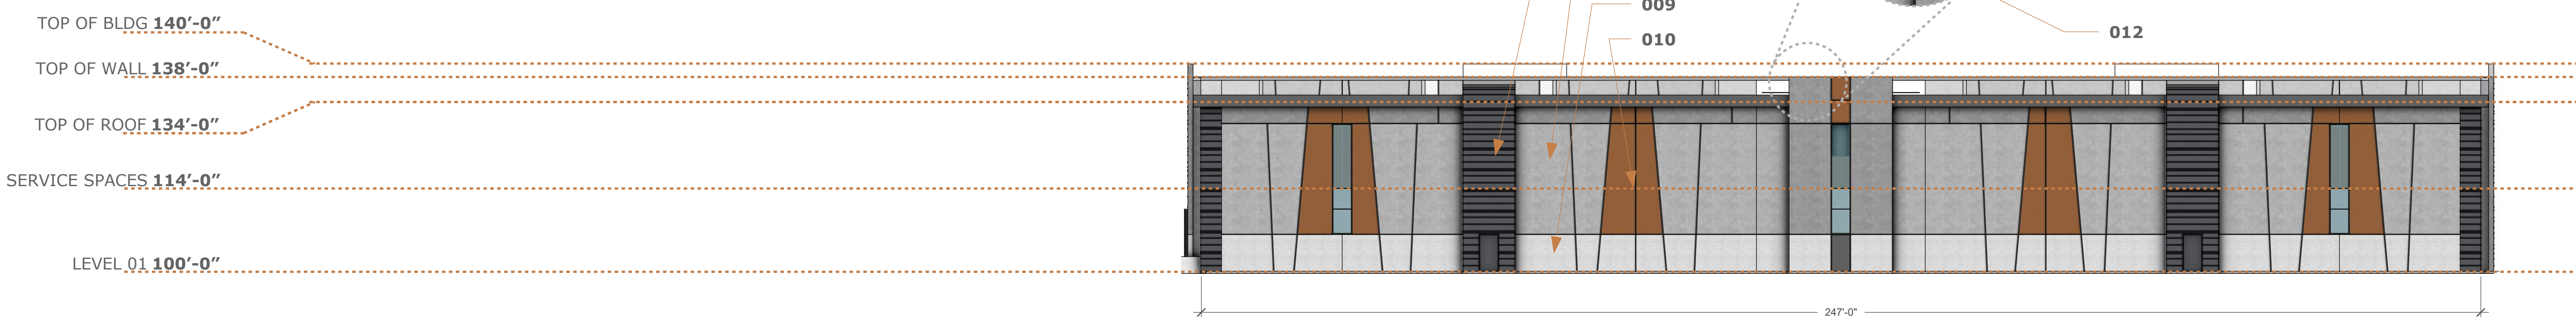 009
TOP OF BLDG 140’-0”
012
010
TOP OF WALL 138’-0”
TOP OF ROOF 134’-0”
SERVICE SPACES 114’-0”
LEVEL 01 100’-0”
247'-0"